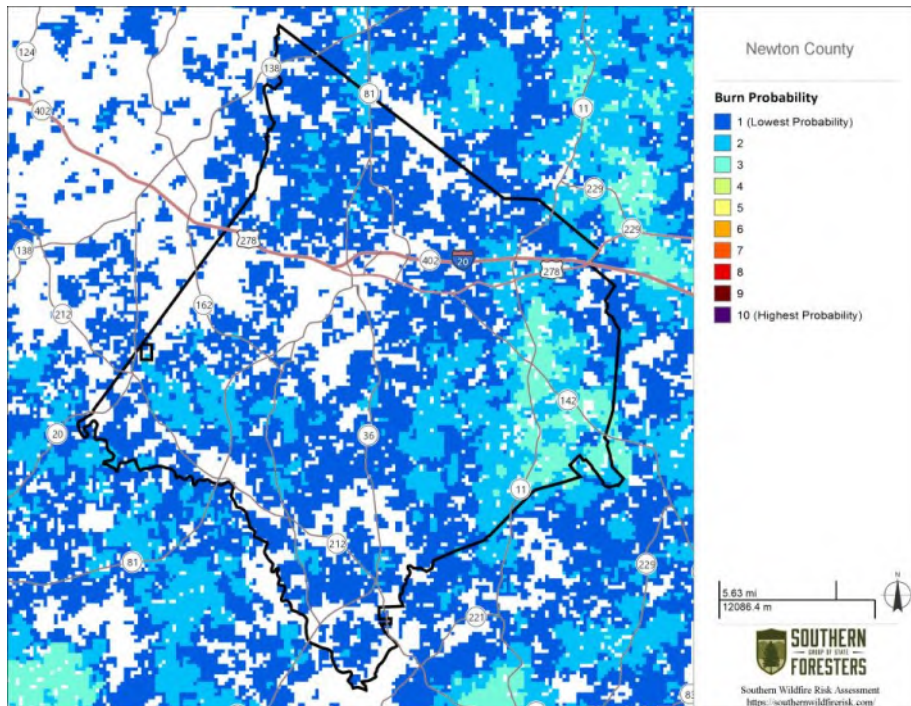 Newton County
Burn Probability
1 (Lowest Probability)
2
3
4
5
6
7
8
9
10 (Highest Probability)
124
138
402
81
11
229
229
138
278
402
20
278
212
162
142
20
36
11
212
81
229
221
83
N
5.63 mi
12086.4 m
SOUTHERN
GROUP OF STATE
FORESTERS
Southern Wildfire Risk Assessment
https://southernwildfirerisk.com/